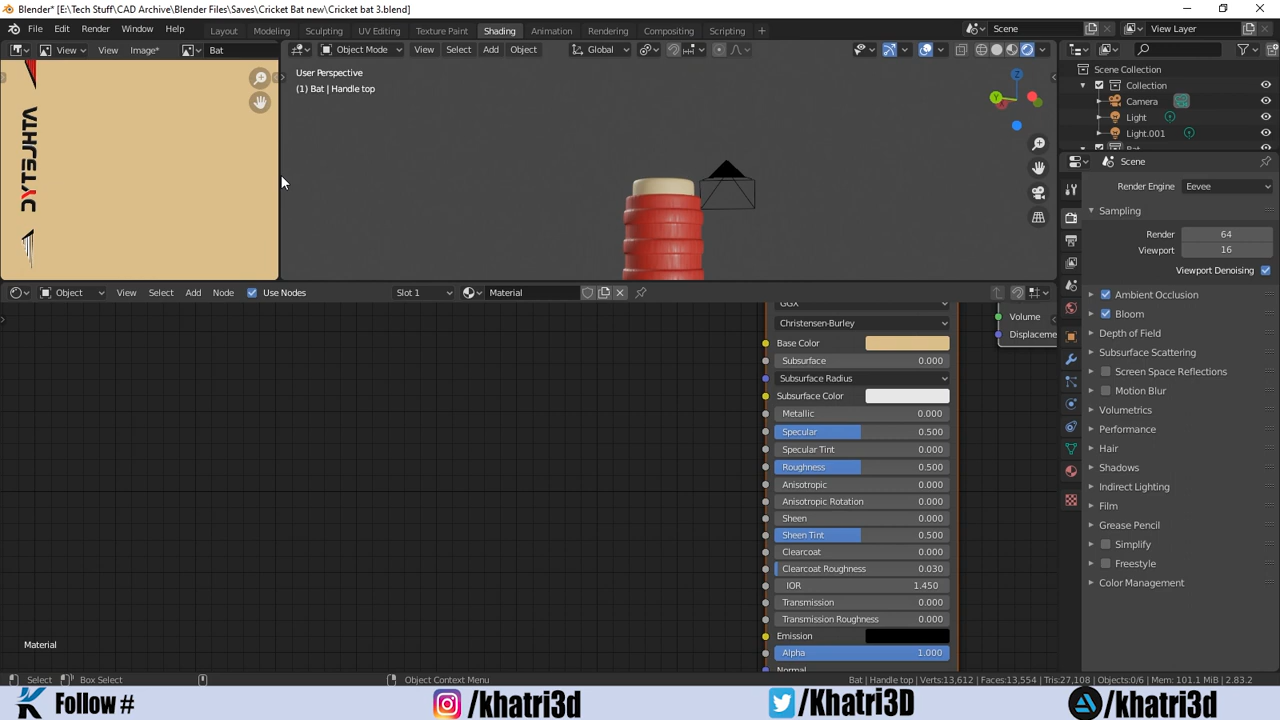 Blender* [E:\Tech Stuff\CAD Archive\Blender Files\Saves\Cricket Bat new\Cricket bat 3.blend]
File Edit Render Window Help Layout Modeling Sculpting UV Editing Texture Paint Shading Animation Rendering Compositing Scripting + Scene View Layer
View View Image* Bat Object Mode View Select Add Object Global
User Perspective
(1) Bat | Handle top
Z
Y
DYTEJHTA
Scene Collection
Collection
Camera
Light
Light.001
Bat
Scene
Render Engine Eevee
Sampling
Render 64
Viewport 16
Viewport Denoising
Ambient Occlusion
Bloom
Depth of Field
Subsurface Scattering
Screen Space Reflections
Motion Blur
Volumetrics
Performance
Hair
Shadows
Indirect Lighting
Film
Grease Pencil
Simplify
Freestyle
Color Management
Object View Select Add Node Use Nodes Slot 1 Material
GGX
Christensen-Burley
Base Color
Subsurface 0.000
Subsurface Radius
Subsurface Color
Metallic 0.000
Specular 0.500
Specular Tint 0.000
Roughness 0.500
Anisotropic 0.000
Anisotropic Rotation 0.000
Sheen 0.000
Sheen Tint 0.500
Clearcoat 0.000
Clearcoat Roughness 0.030
IOR 1.450
Transmission 0.000
Transmission Roughness 0.000
Emission
Alpha 1.000
Normal
Volume
Displaceme
Material
Select Box Select Object Context Menu Bat | Handle top | Verts:13,612 | Faces:13,554 | Tris:27,108 | Objects:0/6 | Mem: 101.1 MiB | 2.83.2
Follow # /khatri3d /Khatri3D /khatri3d